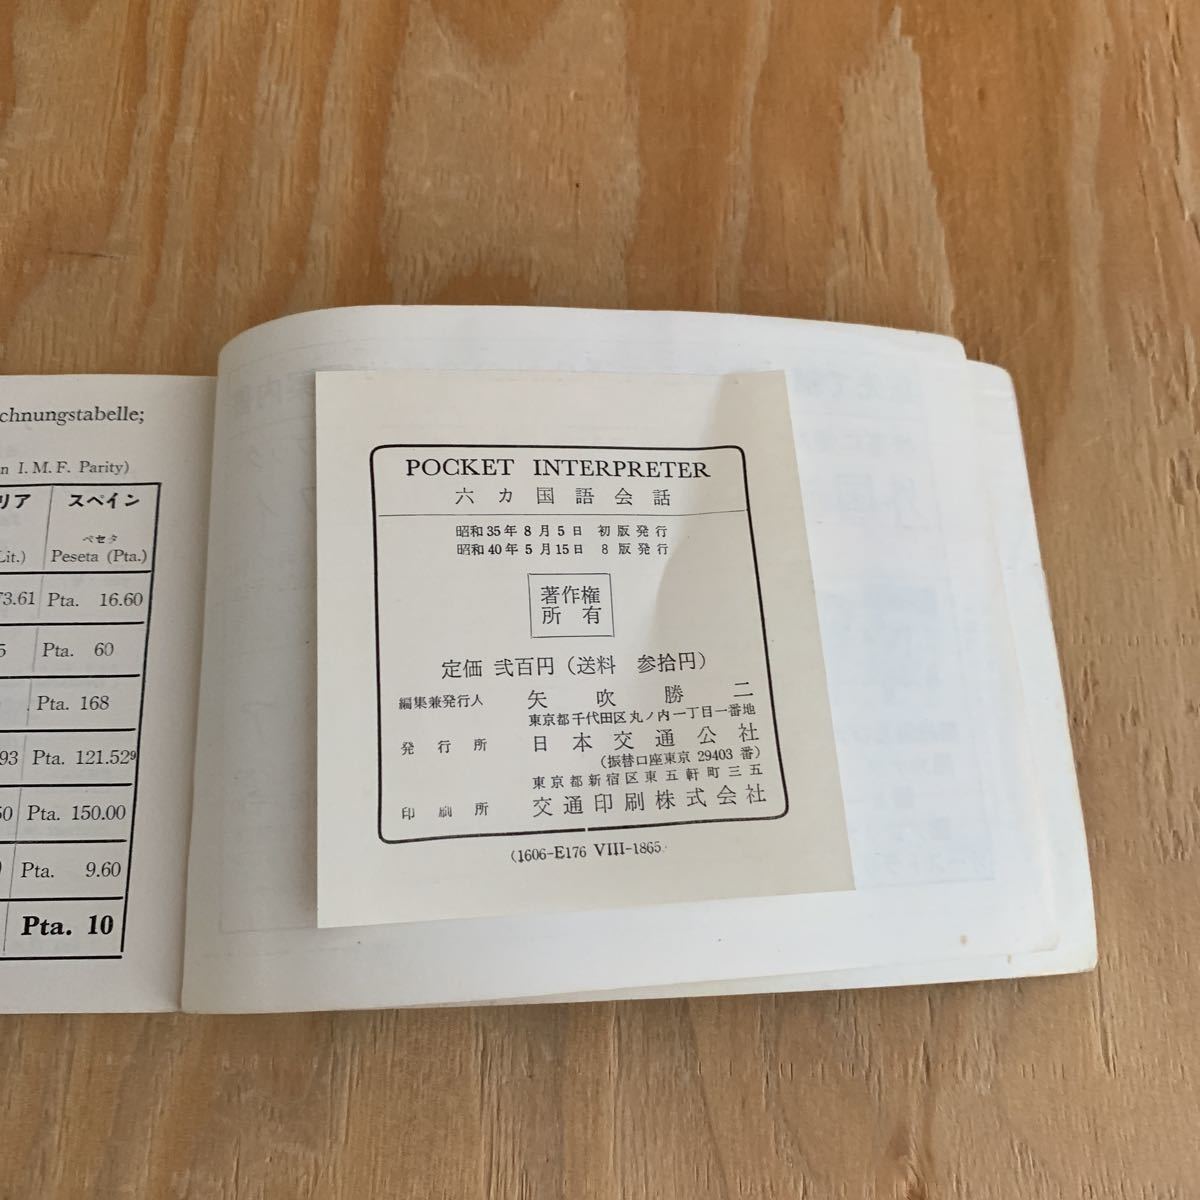 chnungstabelle;
n I. M. F. Parity)
リア スペイン
ペセタ
Lit.) Peseta (Pta.)
73.61 Pta. 16.60
5 Pta. 60
Pta. 168
93 Pta. 121.52⁹
50 Pta. 150.00
Pta. 9.60
Pta. 10
POCKET INTERPRETER
六カ国語会話
昭和35年8月5日 初版発行
昭和40年5月15日 8版発行
著作権
所有
定価 弐百円(送料 参拾円)
編集兼発行人 矢吹勝二
東京都千代田区丸ノ内一丁目一番地
発行所 日本交通公社
(振替口座東京 29403 番)
東京都新宿区東五軒町三五
印刷所 交通印刷株式会社
(1606-E176 VIII-1865)